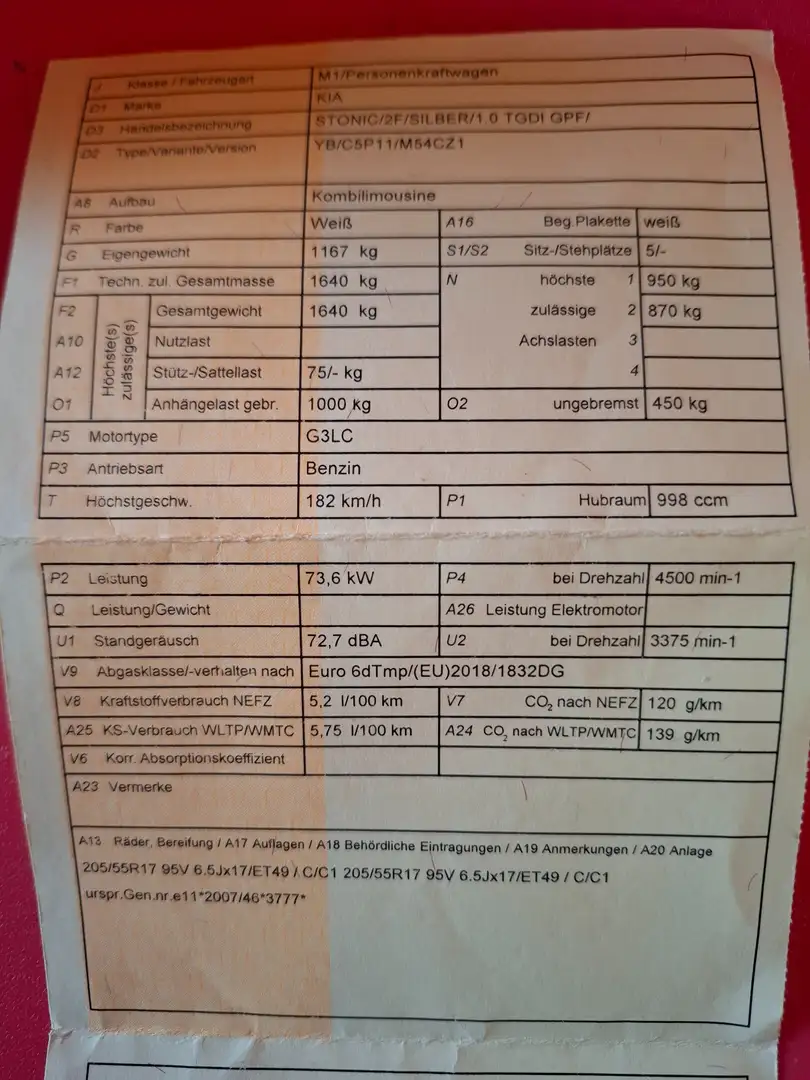 J Klasse / Fahrzeugart M1/Personenkraftwagen
D1 Marke KIA
D3 Handelsbezeichnung STONIC/2F/SILBER/1.0 TGDI GPF/
D2 Type/Variante/Version YB/C5P11/M54CZ1
A8 Aufbau Kombilimousine
R Farbe Weiß A16 Beg.Plakette weiß
G Eigengewicht 1167 kg S1/S2 Sitz-/Stehplätze 5/-
F1 Techn. zul. Gesamtmasse 1640 kg N höchste 1 950 kg
Höchste(s) zulässige(s)
F2 Gesamtgewicht 1640 kg zulässige 2 870 kg
A10 Nutzlast Achslasten 3
A12 Stütz-/Sattellast 75/- kg 4
O1 Anhängelast gebr. 1000 kg O2 ungebremst 450 kg
P5 Motortype G3LC
P3 Antriebsart Benzin
T Höchstgeschw. 182 km/h P1 Hubraum 998 ccm
P2 Leistung 73,6 kW P4 bei Drehzahl 4500 min-1
Q Leistung/Gewicht A26 Leistung Elektromotor
U1 Standgeräusch 72,7 dBA U2 bei Drehzahl 3375 min-1
V9 Abgasklasse/-verhalten nach Euro 6dTmp/(EU)2018/1832DG
V8 Kraftstoffverbrauch NEFZ 5,2 l/100 km V7 CO₂ nach NEFZ 120 g/km
A25 KS-Verbrauch WLTP/WMTC 5,75 l/100 km A24 CO₂ nach WLTP/WMTC 139 g/km
V6 Korr. Absorptionskoeffizient
A23 Vermerke
A13 Räder, Bereifung / A17 Auflagen / A18 Behördliche Eintragungen / A19 Anmerkungen / A20 Anlage
205/55R17 95V 6.5Jx17/ET49 / C/C1 205/55R17 95V 6.5Jx17/ET49 / C/C1
urspr.Gen.nr.e11*2007/46*3777*